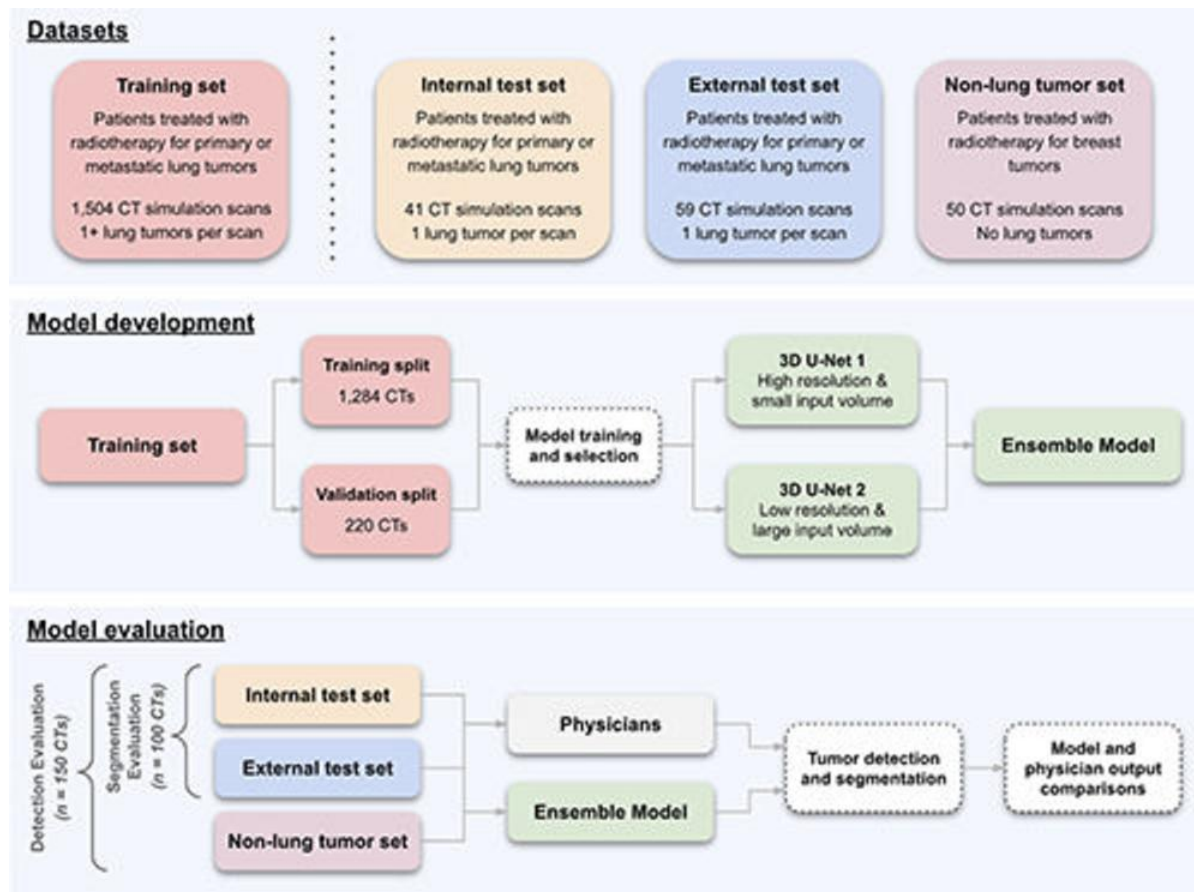 Datasets
Training set
Patients treated with
radiotherapy for primary or
metastatic lung tumors
1,504 CT simulation scans
1+ lung tumors per scan
Internal test set
Patients treated with
radiotherapy for primary or
metastatic lung tumors
41 CT simulation scans
1 lung tumor per scan
External test set
Patients treated with
radiotherapy for primary or
metastatic lung tumors
59 CT simulation scans
1 lung tumor per scan
Non-lung tumor set
Patients treated with
radiotherapy for breast
tumors
50 CT simulation scans
No lung tumors
Model development
Training set
Training split
1,284 CTs
Validation split
220 CTs
Model training
and selection
3D U-Net 1
High resolution &
small input volume
3D U-Net 2
Low resolution &
large input volume
Ensemble Model
Model evaluation
Detection Evaluation
(n = 150 CTs)
Segmentation
Evaluation
(n = 100 CTs)
Internal test set
External test set
Non-lung tumor set
Physicians
Ensemble Model
Tumor detection
and segmentation
Model and
physician output
comparisons